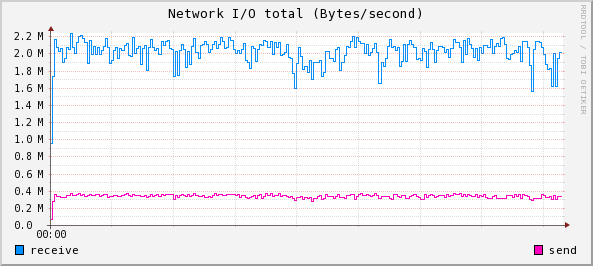 Network I/O total (Bytes/second)
RRDTOOL / TOBI OETIKER
2.2 M
2.0 M
1.8 M
1.6 M
1.4 M
1.2 M
1.0 M
0.8 M
0.6 M
0.4 M
0.2 M
0.0
00:00
receive send